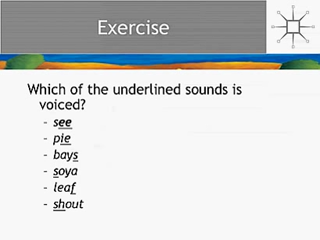 Exercise
Which of the underlined sounds is
voiced?
- see
- pie
- bays
- soya
- leaf
- shout